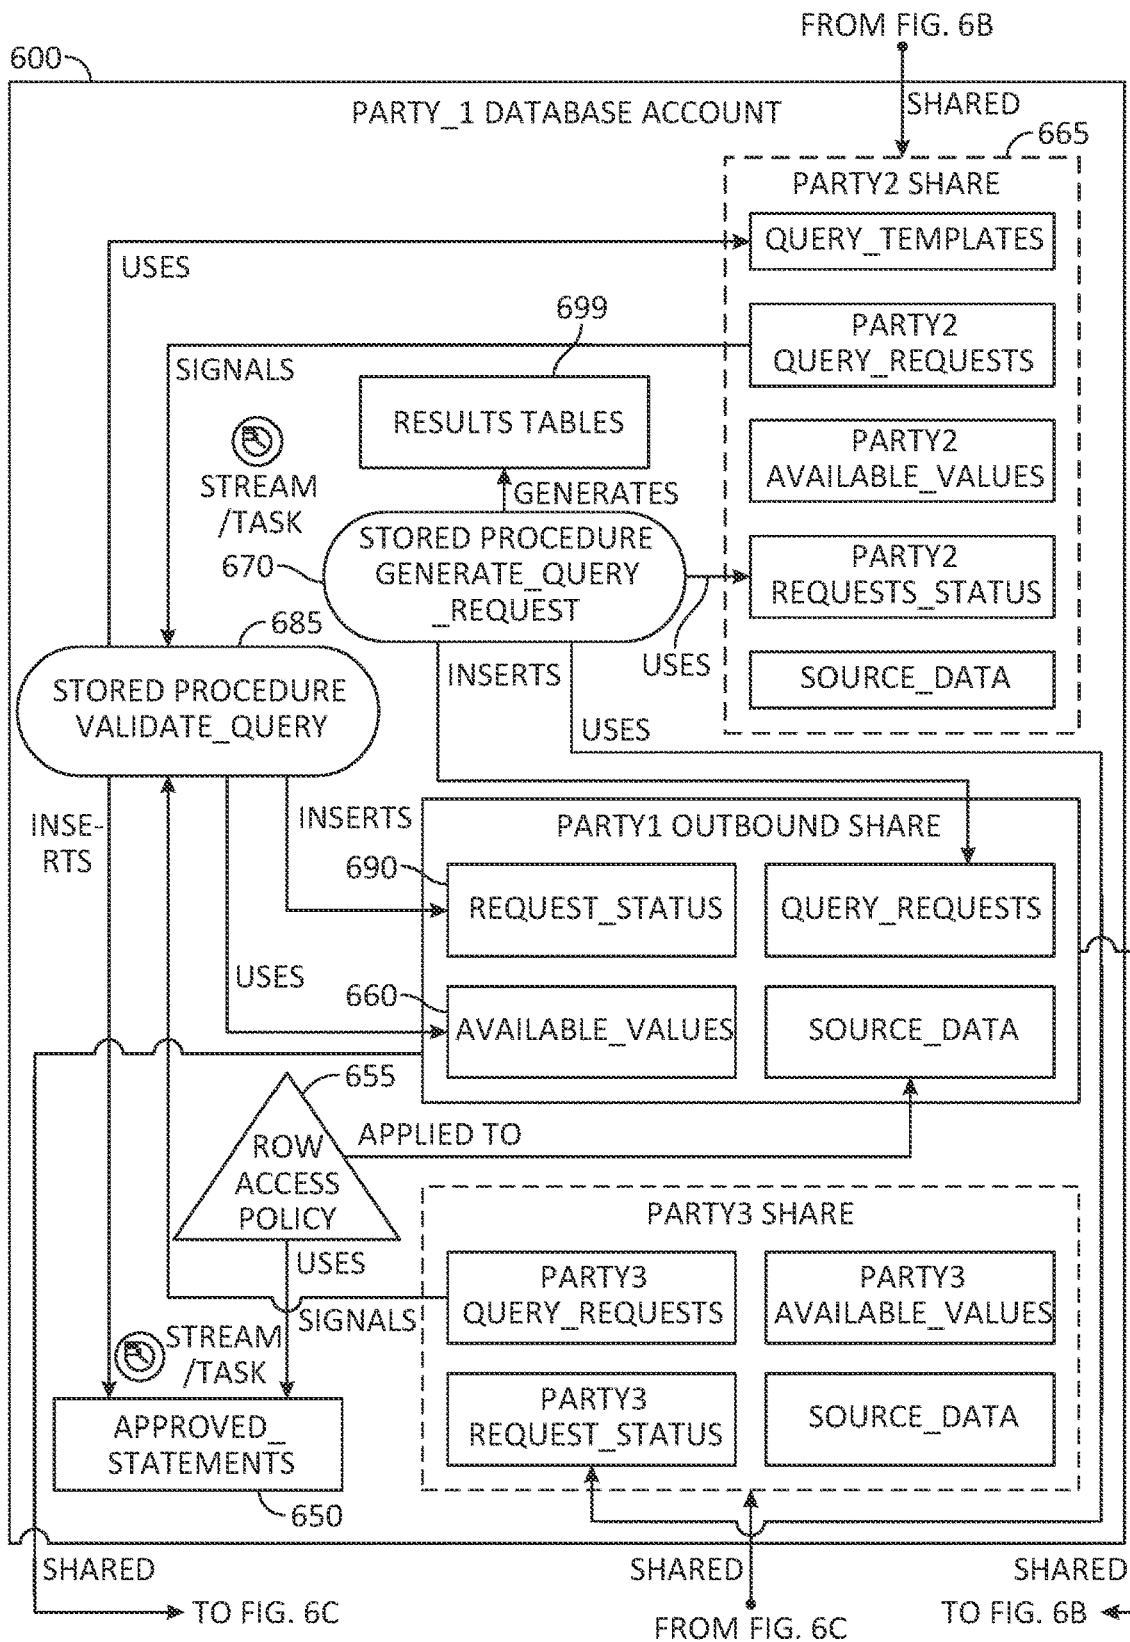 FROM FIG. 6B
600
PARTY_1 DATABASE ACCOUNT
SHARED
665
PARTY2 SHARE
QUERY_TEMPLATES
USES
699
PARTY2
QUERY_REQUESTS
SIGNALS
RESULTS TABLES
PARTY2
AVAILABLE_VALUES
STREAM
/TASK
GENERATES
670
STORED PROCEDURE
GENERATE_QUERY
_REQUEST
PARTY2
REQUESTS_STATUS
685
INSERTS
USES
STORED PROCEDURE
VALIDATE_QUERY
SOURCE_DATA
USES
INSE-
RTS
INSERTS
PARTY1 OUTBOUND SHARE
690
REQUEST_STATUS
QUERY_REQUESTS
USES
660
AVAILABLE_VALUES
SOURCE_DATA
655
ROW
ACCESS
POLICY
APPLIED TO
PARTY3 SHARE
USES
PARTY3
QUERY_REQUESTS
PARTY3
AVAILABLE_VALUES
SIGNALS
STREAM
/TASK
PARTY3
REQUEST_STATUS
SOURCE_DATA
APPROVED_
STATEMENTS
650
SHARED
SHARED
SHARED
TO FIG. 6C
FROM FIG. 6C
TO FIG. 6B